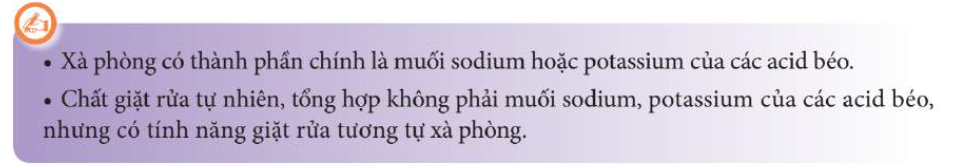 • Xà phòng có thành phần chính là muối sodium hoặc potassium của các acid béo.
• Chất giặt rửa tự nhiên, tổng hợp không phải muối sodium, potassium của các acid béo,
nhưng có tính năng giặt rửa tương tự xà phòng.